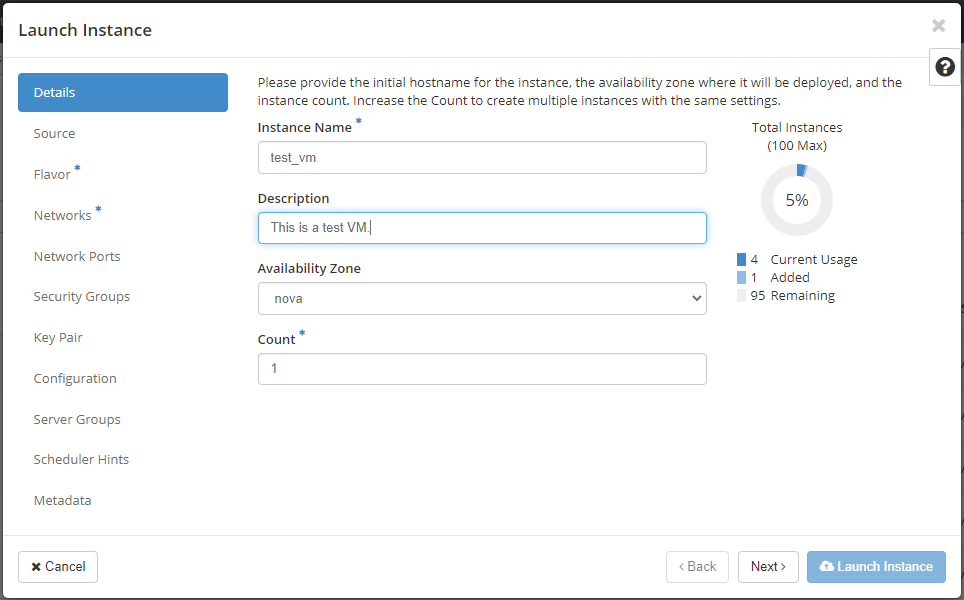 Launch Instance
×
?
Details
Source
Flavor *
Networks *
Network Ports
Security Groups
Key Pair
Configuration
Server Groups
Scheduler Hints
Metadata
Please provide the initial hostname for the instance, the availability zone where it will be deployed, and the
instance count. Increase the Count to create multiple instances with the same settings.
Instance Name *
test_vm
Description
This is a test VM.
Availability Zone
nova
Count *
1
Total Instances
(100 Max)
5%
4 Current Usage
1 Added
95 Remaining
× Cancel
‹ Back
Next ›
Launch Instance